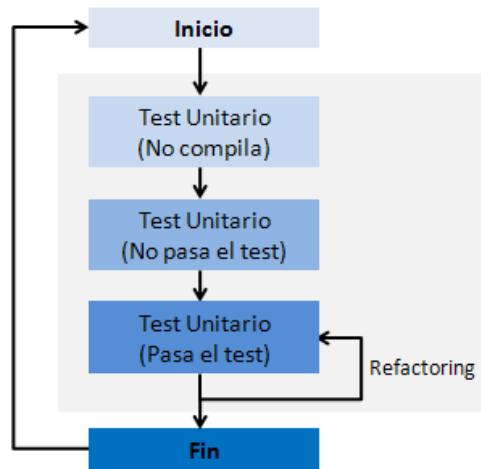 Inicio
Test Unitario
(No compila)
Test Unitario
(No pasa el test)
Test Unitario
(Pasa el test)
Refactoring
Fin